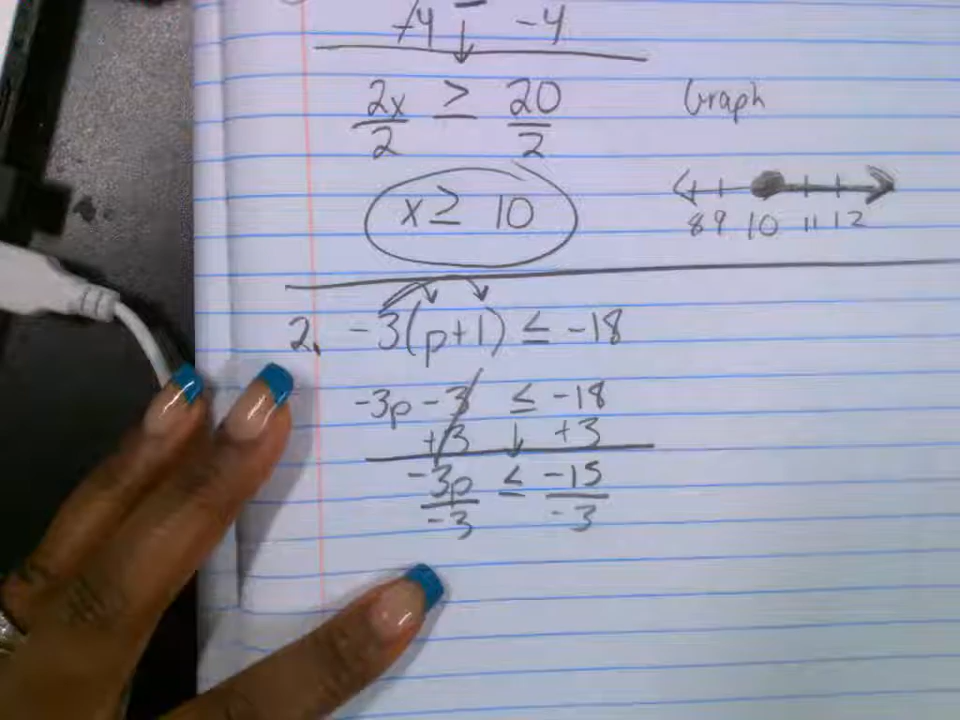 -4 -4
2x ≥ 20
2 2
Graph
x ≥ 10
8 9 10 11 12
2. -3(p+1) ≤ -18
-3p - 3 ≤ -18
+3 +3
-3p ≤ -15
-3 -3